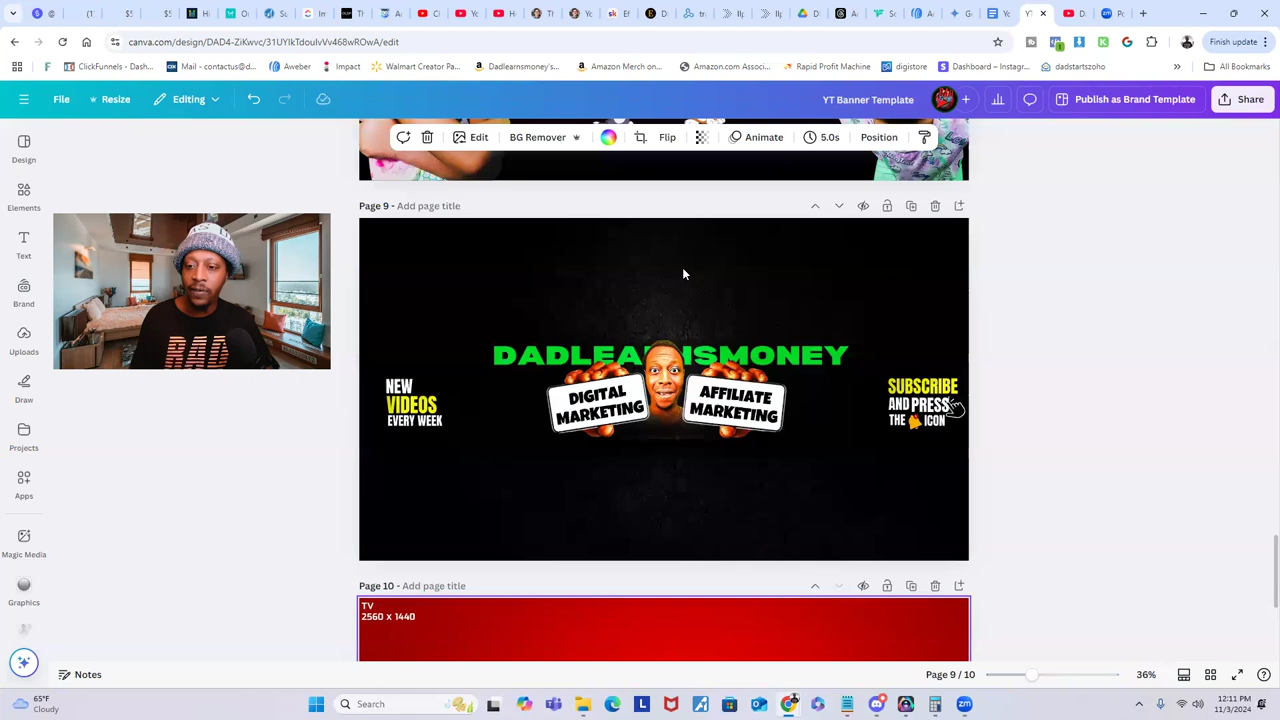 canva.com/design/DAD4-ZiKwvc/31UYIkTdouIvVv468wROwA/edit
Finish update
ClickFunnels - Dash...
Mail - contactus@d...
Aweber
Impact
Walmart Creator Pa...
Dadlearnsmoney's...
Amazon Merch on...
Amazon.com Associ...
Rapid Profit Machine
digistore
Dashboard – Instagr...
dadstartszoho
All Bookmarks
File
Resize
Editing
YT Banner Template
Publish as Brand Template
Share
Edit
BG Remover
Flip
Animate
5.0s
Position
Design
Elements
Text
Brand
Uploads
Draw
Projects
Apps
Magic Media
Graphics
Page 9 - Add page title
NEW
VIDEOS
EVERY WEEK
DIGITAL
MARKETING
AFFILIATE
MARKETING
SUBSCRIBE
AND PRESS
THE ICON
Page 10 - Add page title
TV
2560 x 1440
Notes
Page 9 / 10
36%
65°F
Cloudy
Search
12:11 PM
11/3/2024